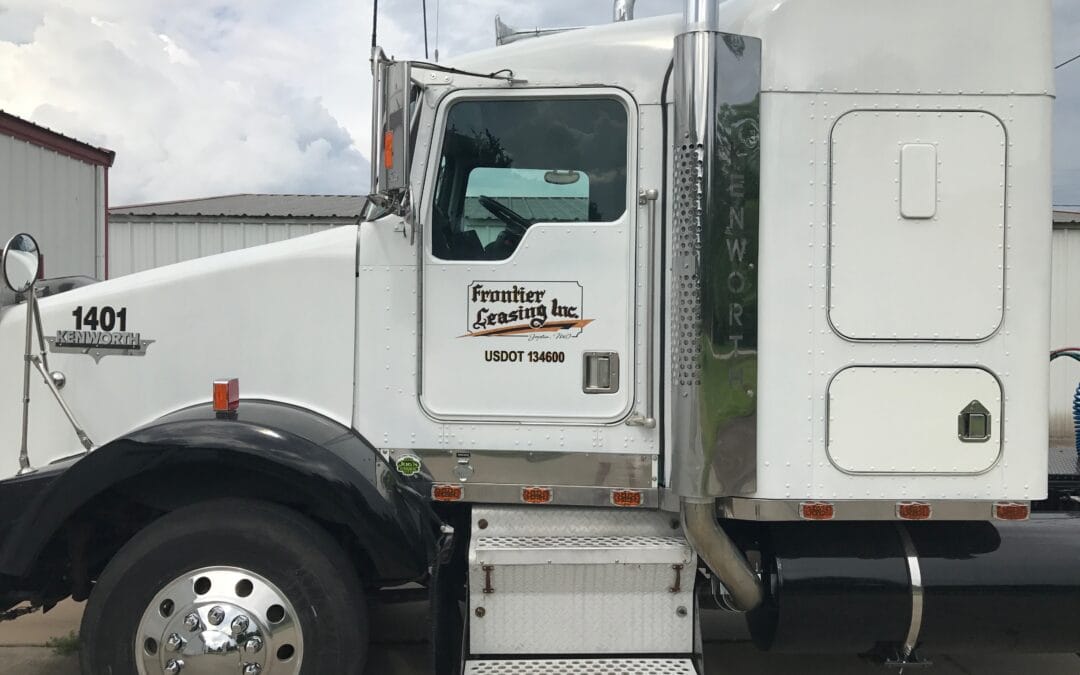 1401
KENWORTH
Frontier
Leasing Inc.
USDOT 134600
KENWORTH